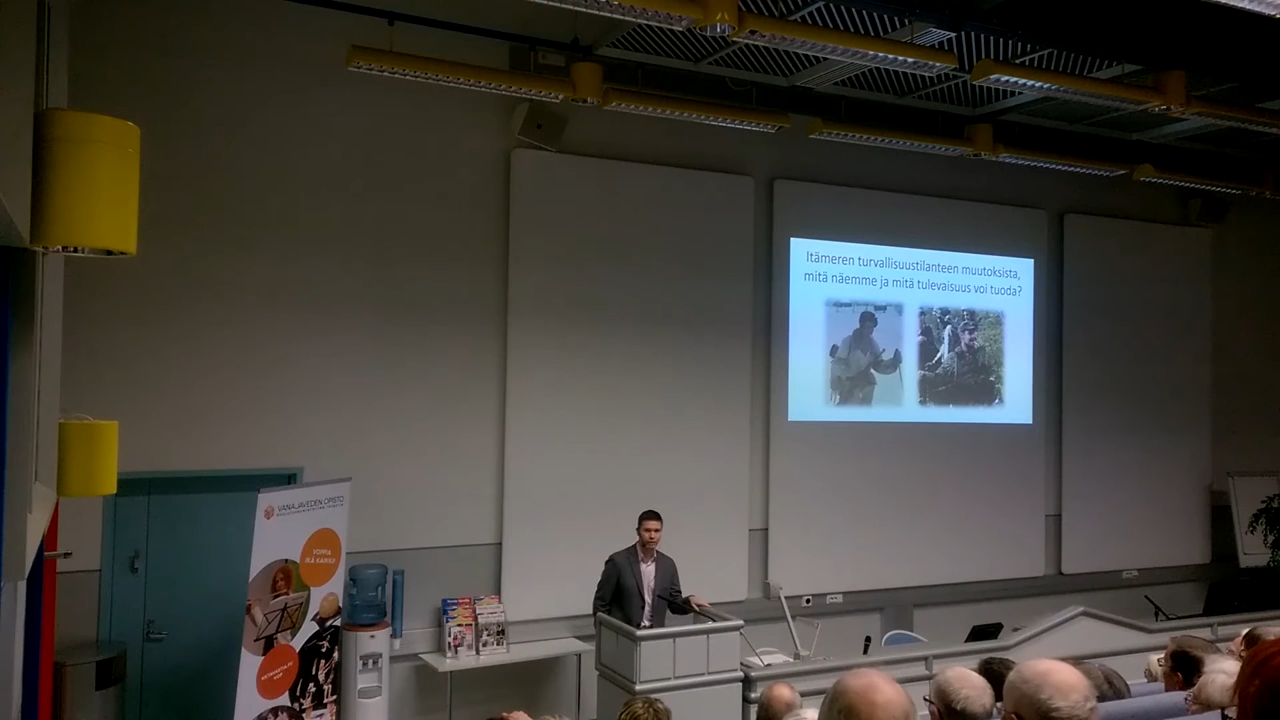 Itämeren turvallisuustilanteen muutoksista,
mitä näemme ja mitä tulevaisuus voi tuoda?
VANAJAVEDEN OPISTO